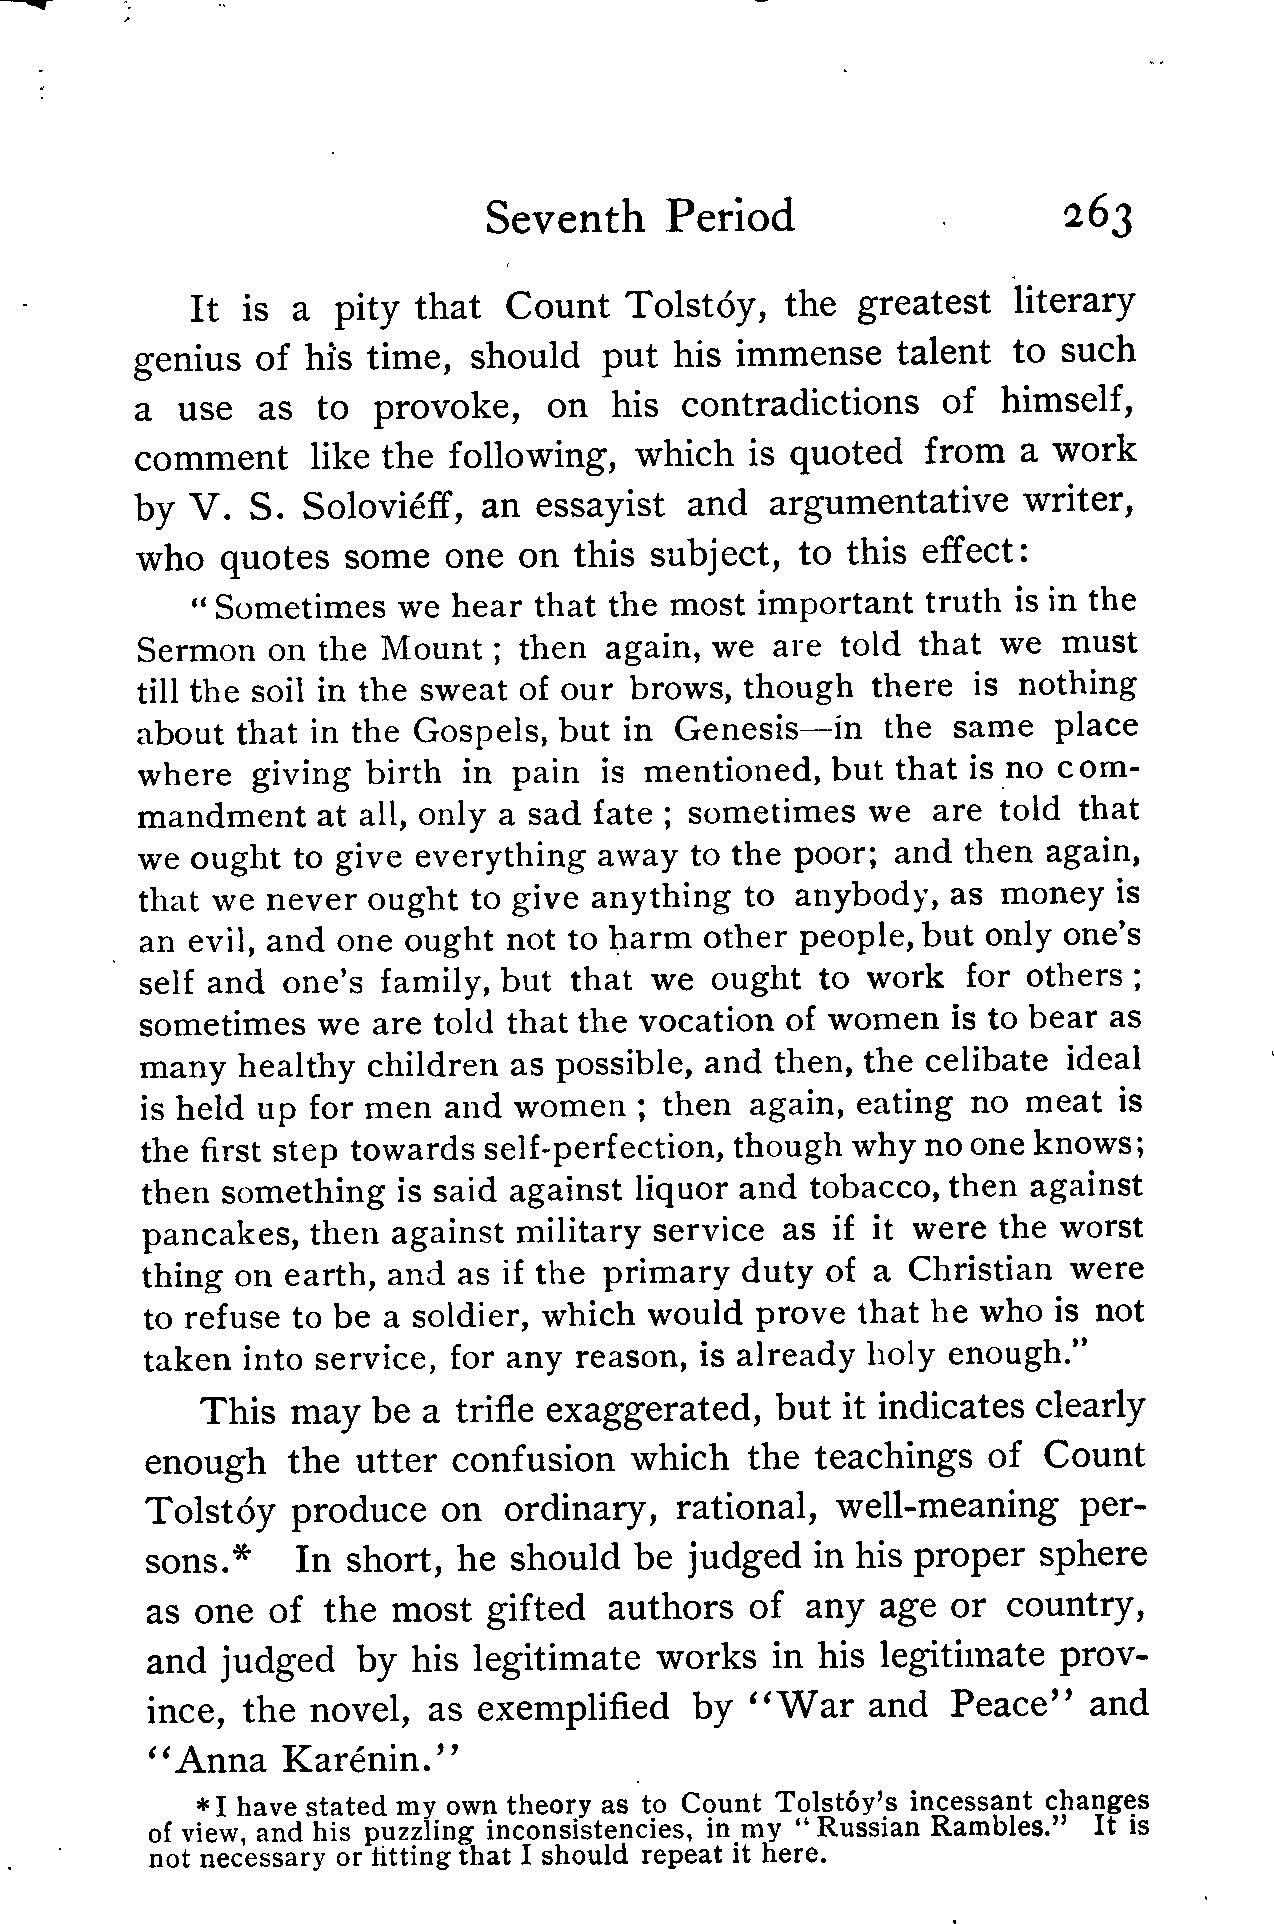 Seventh Period 263
It is a pity that Count Tolstóy, the greatest literary
genius of his time, should put his immense talent to such
a use as to provoke, on his contradictions of himself,
comment like the following, which is quoted from a work
by V. S. Soloviéff, an essayist and argumentative writer,
who quotes some one on this subject, to this effect:
"Sometimes we hear that the most important truth is in the
Sermon on the Mount; then again, we are told that we must
till the soil in the sweat of our brows, though there is nothing
about that in the Gospels, but in Genesis—in the same place
where giving birth in pain is mentioned, but that is no com-
mandment at all, only a sad fate; sometimes we are told that
we ought to give everything away to the poor; and then again,
that we never ought to give anything to anybody, as money is
an evil, and one ought not to harm other people, but only one's
self and one's family, but that we ought to work for others;
sometimes we are told that the vocation of women is to bear as
many healthy children as possible, and then, the celibate ideal
is held up for men and women; then again, eating no meat is
the first step towards self-perfection, though why no one knows;
then something is said against liquor and tobacco, then against
pancakes, then against military service as if it were the worst
thing on earth, and as if the primary duty of a Christian were
to refuse to be a soldier, which would prove that he who is not
taken into service, for any reason, is already holy enough."
This may be a trifle exaggerated, but it indicates clearly
enough the utter confusion which the teachings of Count
Tolstóy produce on ordinary, rational, well-meaning per-
sons.* In short, he should be judged in his proper sphere
as one of the most gifted authors of any age or country,
and judged by his legitimate works in his legitimate prov-
ince, the novel, as exemplified by "War and Peace" and
"Anna Karénin."
*I have stated my own theory as to Count Tolstóy's incessant changes
of view, and his puzzling inconsistencies, in my "Russian Rambles." It is
not necessary or fitting that I should repeat it here.